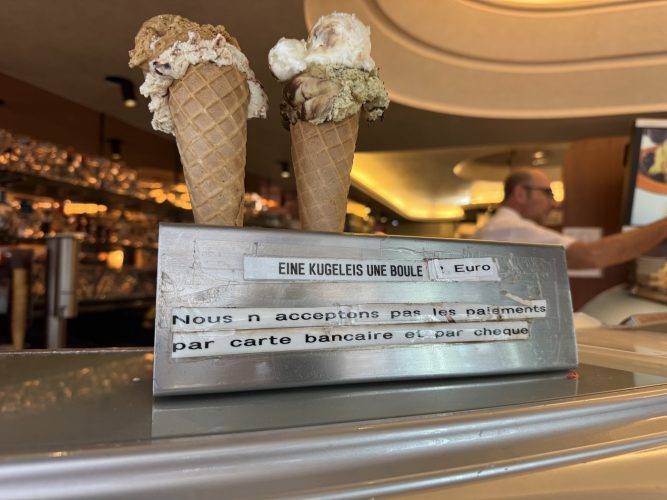 EINE KUGELEIS UNE BOULE Euro
Nous n acceptons pas les paiements
par carte bancaire et par cheque